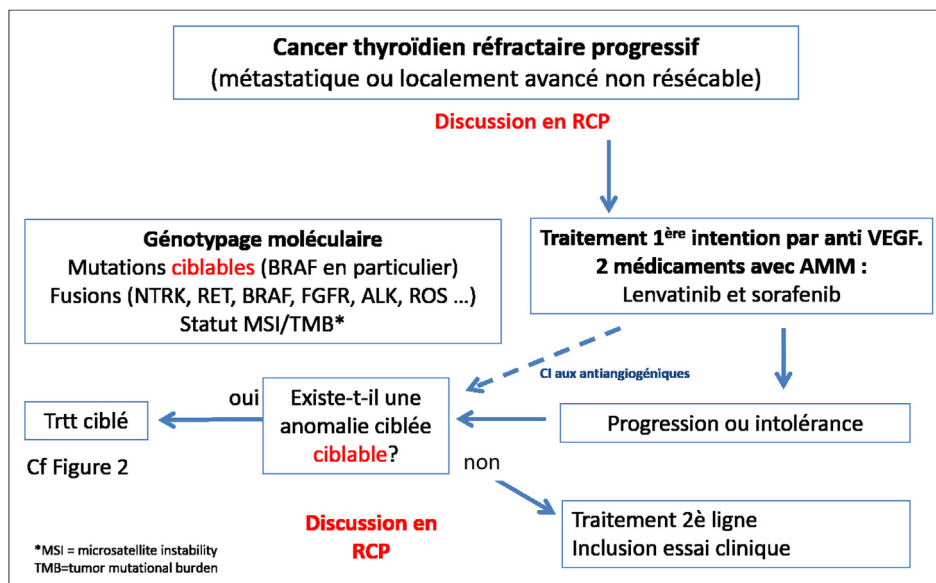 Cancer thyroïdien réfractaire progressif
(métastatique ou localement avancé non résécable)
Discussion en RCP
Génotypage moléculaire
Mutations ciblables (BRAF en particulier)
Fusions (NTRK, RET, BRAF, FGFR, ALK, ROS ...)
Statut MSI/TMB*
Traitement 1ère intention par anti VEGF.
2 médicaments avec AMM :
Lenvatinib et sorafenib
CI aux antiangiogéniques
Progression ou intolérance
Existe-t-il une
anomalie ciblée
ciblable?
oui
Trtt ciblé
Cf Figure 2
non
Traitement 2è ligne
Inclusion essai clinique
Discussion en
RCP
*MSI = microsatellite instability
TMB=tumor mutational burden